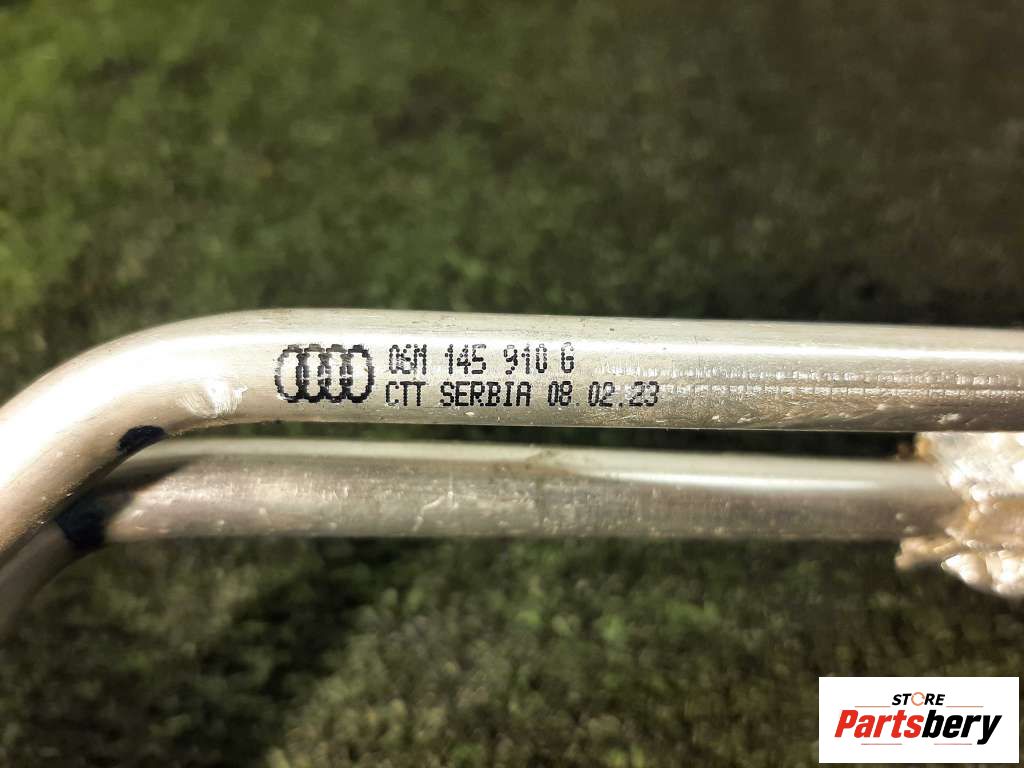 06M 145 910 G
CTT SERBIA 08.02.23
STORE
Partsbery